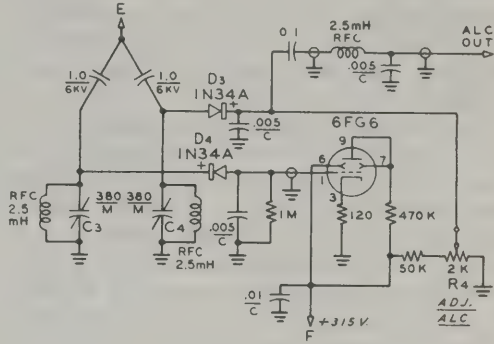 E
ALC
OUT
2.5mH
RFC
0.1
.005
C
1.0
6KV
1.0
6KV
D3
1N34A
+
.005
C
6FG6
9
6
7
1
3
D4
1N34A
+
RFC
2.5
mH
380
M
C3
380
M
C4
RFC
2.5mH
.005
C
1M
120
470K
50K
2K
R4
ADJ.
ALC
.01
C
+315V.
F